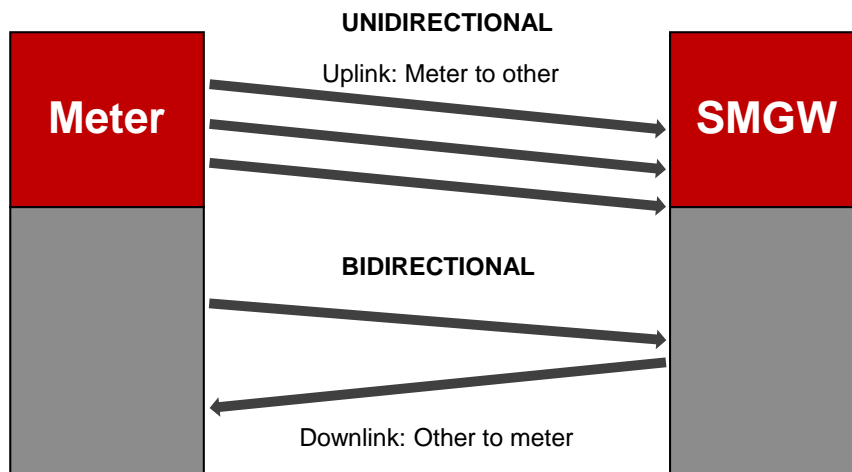 UNIDIRECTIONAL
Uplink: Meter to other
Meter
SMGW
BIDIRECTIONAL
Downlink: Other to meter